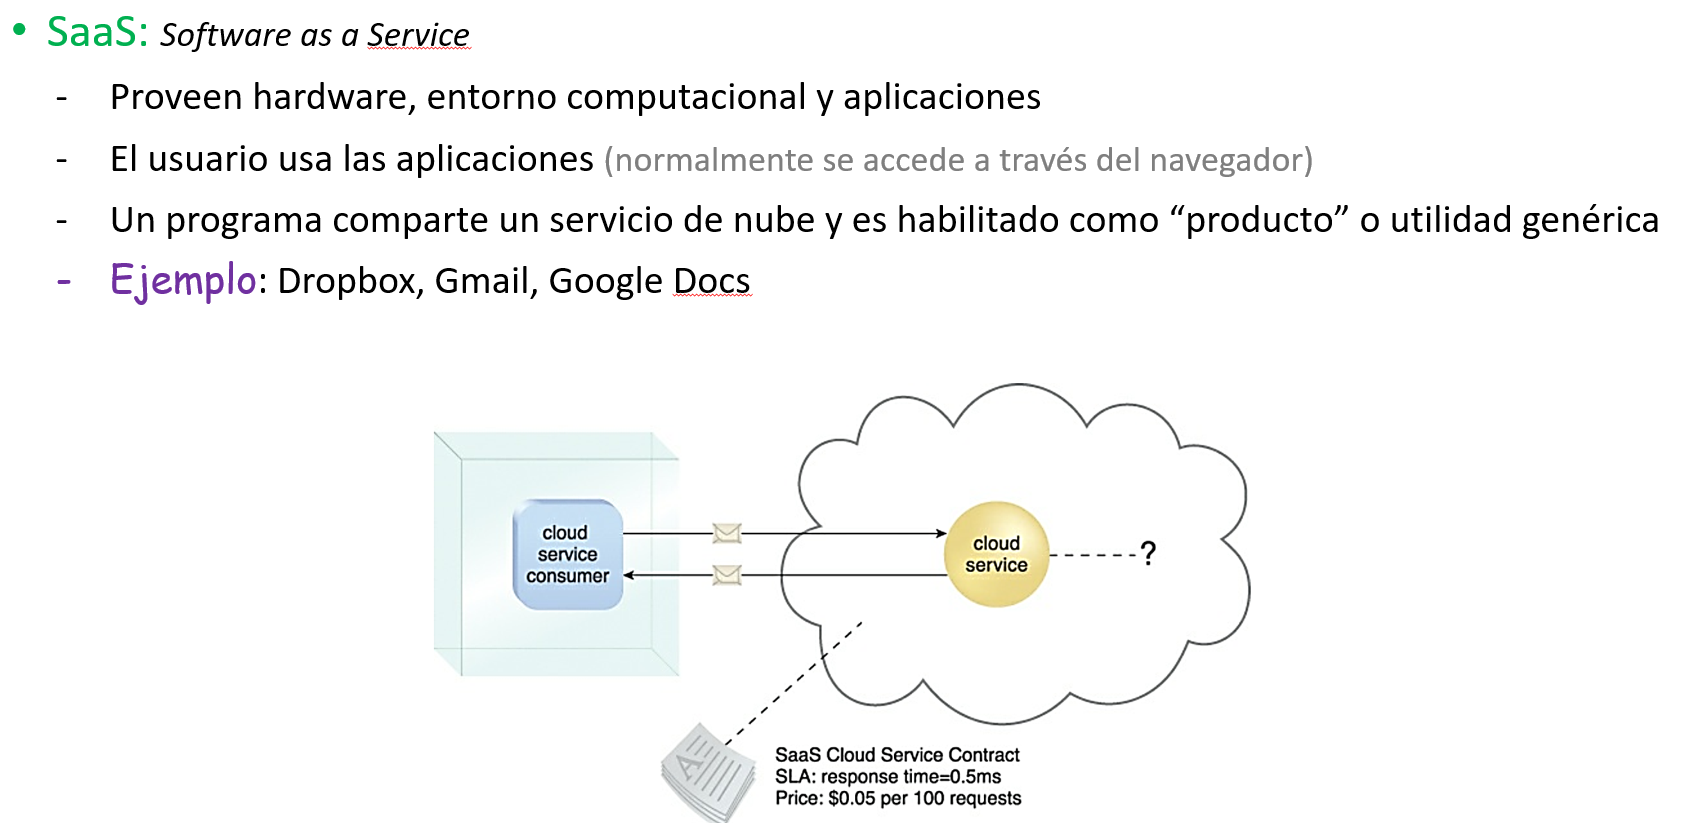 • SaaS: Software as a Service
- Proveen hardware, entorno computacional y aplicaciones
- El usuario usa las aplicaciones (normalmente se accede a través del navegador)
- Un programa comparte un servicio de nube y es habilitado como “producto” o utilidad genérica
- Ejemplo: Dropbox, Gmail, Google Docs
cloud
service
consumer
cloud
service
?
SaaS Cloud Service Contract
SLA: response time=0.5ms
Price: $0.05 per 100 requests